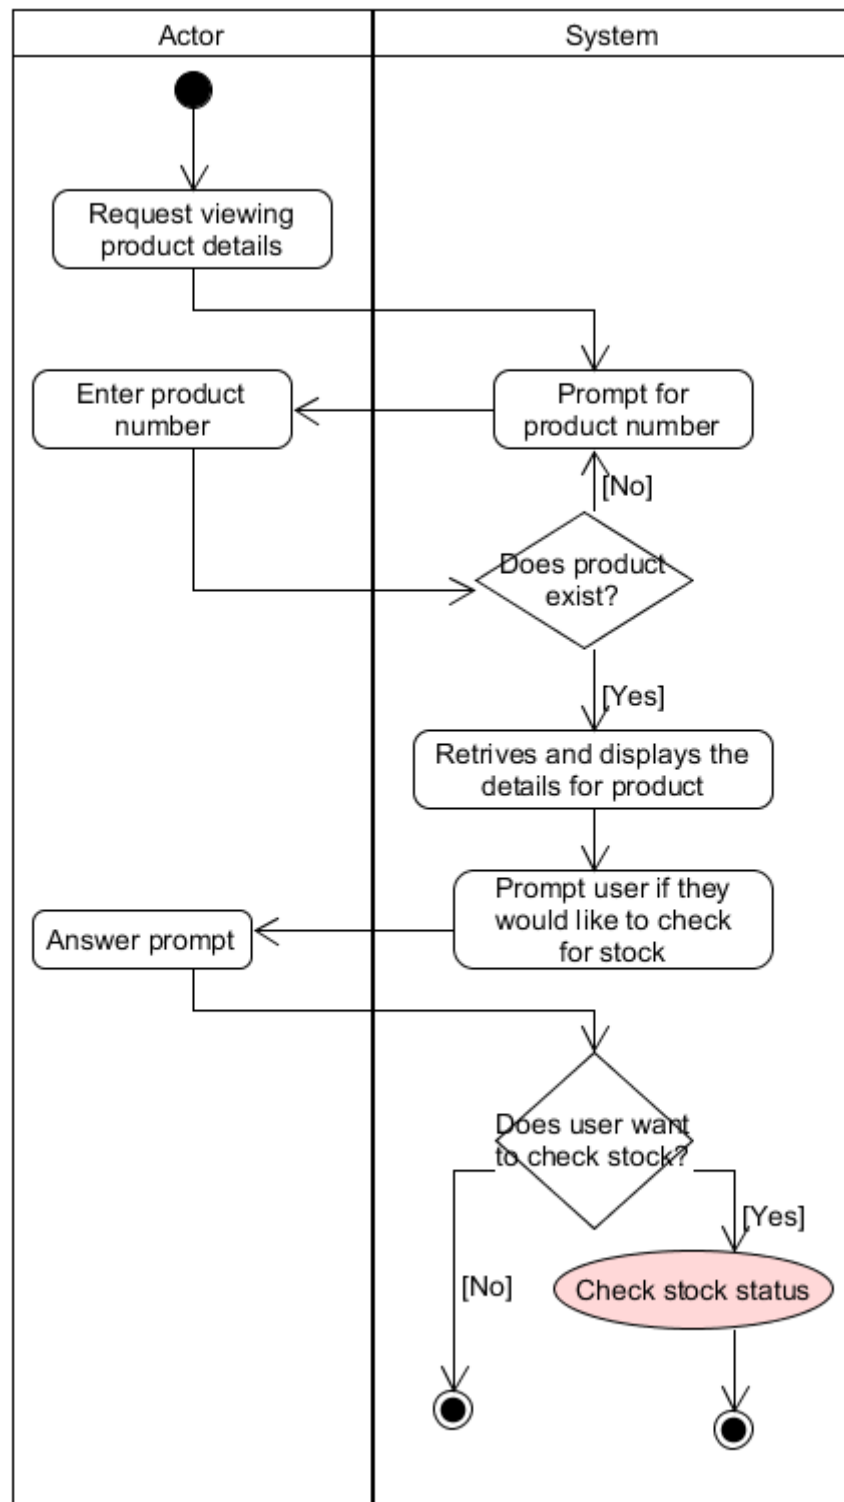 Actor
System
Request viewing
product details
Enter product
number
Prompt for
product number
[No]
Does product
exist?
[Yes]
Retrives and displays the
details for product
Prompt user if they
would like to check
for stock
Answer prompt
Does user want
to check stock?
[Yes]
[No]
Check stock status